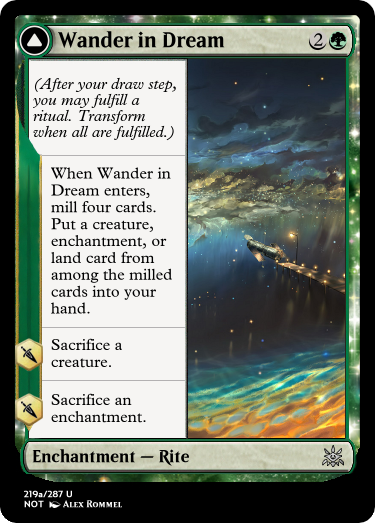 Wander in Dream 2
(After your draw step,
you may fulfill a
ritual. Transform
when all are fulfilled.)
When Wander in
Dream enters,
mill four cards.
Put a creature,
enchantment, or
land card from
among the milled
cards into your
hand.
Sacrifice a
creature.
Sacrifice an
enchantment.
Enchantment — Rite
219a/287 U
NOT Alex Rommel